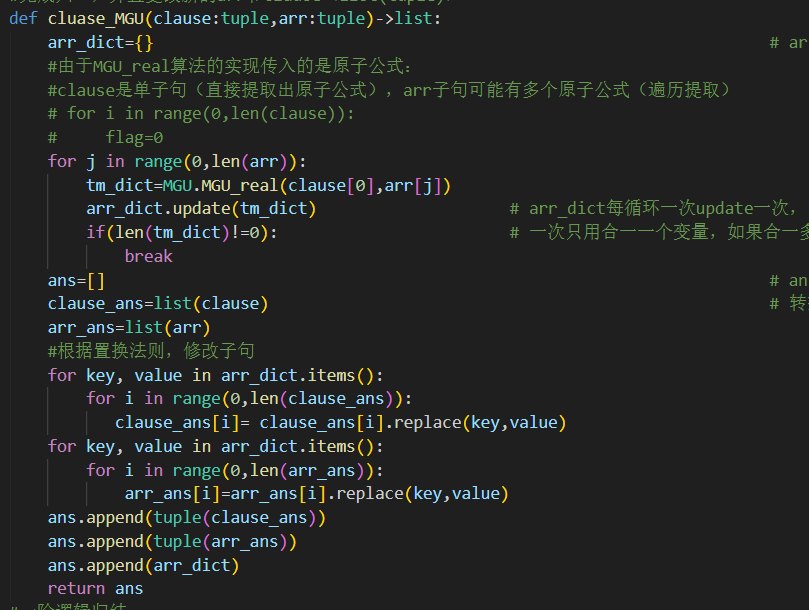 def cluase_MGU(clause:tuple,arr:tuple)->list:
    arr_dict={} # ar
    #由于MGU_real算法的实现传入的是原子公式:
    #clause是单子句（直接提取出原子公式）, arr子句可能有多个原子公式（遍历提取）
    # for i in range(0,len(clause)):
    #     flag=0
    for j in range(0,len(arr)):
        tm_dict=MGU.MGU_real(clause[0],arr[j])
        arr_dict.update(tm_dict) # arr_dict每循环一次update一次,
        if(len(tm_dict)!=0): # 一次只用合一一个变量, 如果合一多
            break
    ans=[] # an
    clause_ans=list(clause) # 转
    arr_ans=list(arr)
    #根据置换法则, 修改子句
    for key, value in arr_dict.items():
        for i in range(0,len(clause_ans)):
           clause_ans[i]= clause_ans[i].replace(key,value)
    for key, value in arr_dict.items():
        for i in range(0,len(arr_ans)):
            arr_ans[i]=arr_ans[i].replace(key,value)
    ans.append(tuple(clause_ans))
    ans.append(tuple(arr_ans))
    ans.append(arr_dict)
    return ans